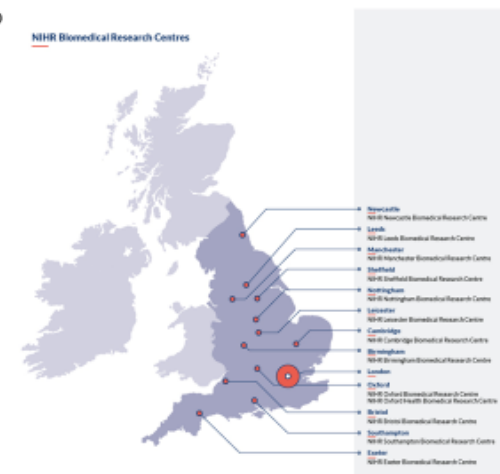 NIHR Biomedical Research Centres
Newcastle
NIHR Newcastle Biomedical Research Centre
Leeds
NIHR Leeds Biomedical Research Centre
Manchester
NIHR Manchester Biomedical Research Centre
Sheffield
NIHR Sheffield Biomedical Research Centre
Nottingham
NIHR Nottingham Biomedical Research Centre
Leicester
NIHR Leicester Biomedical Research Centre
Cambridge
NIHR Cambridge Biomedical Research Centre
Birmingham
NIHR Birmingham Biomedical Research Centre
London
Oxford
NIHR Oxford Biomedical Research Centre
NIHR Oxford Health Biomedical Research Centre
Bristol
NIHR Bristol Biomedical Research Centre
Southampton
NIHR Southampton Biomedical Research Centre
Exeter
NIHR Exeter Biomedical Research Centre